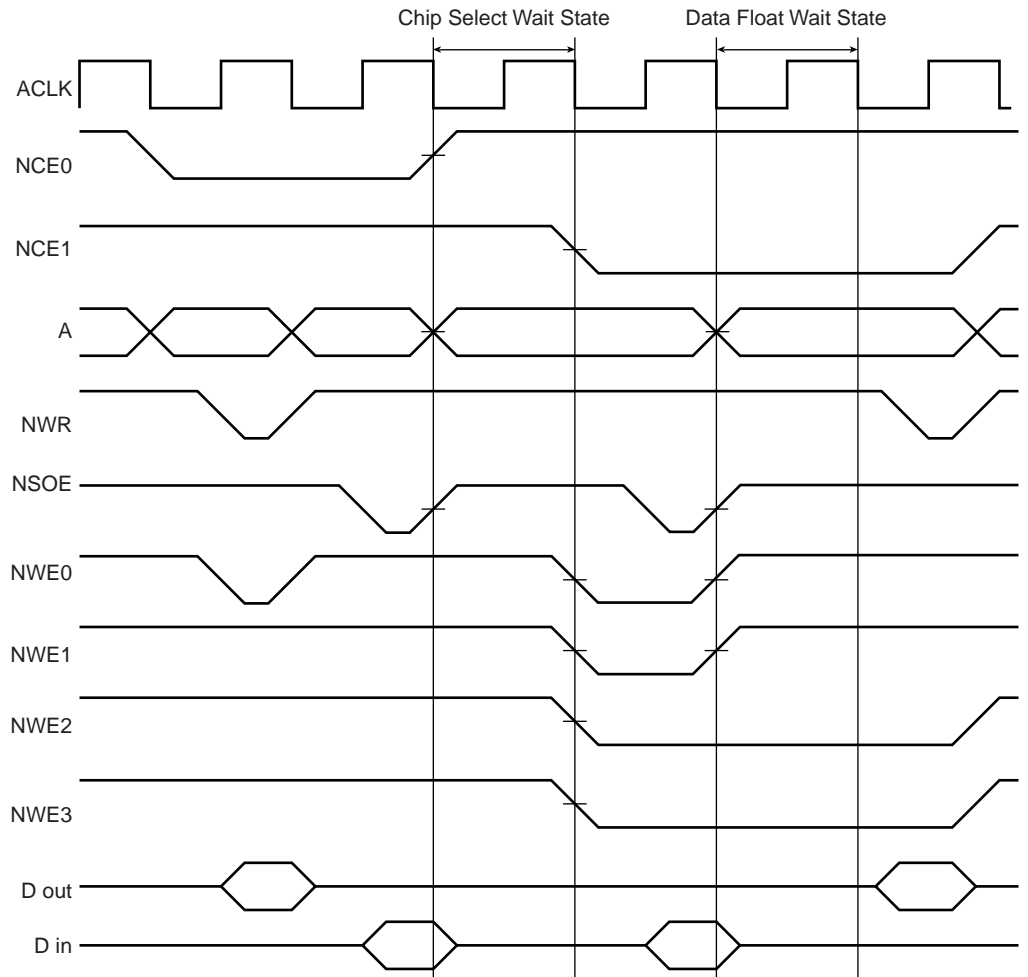 Chip Select Wait State
Data Float Wait State
ACLK
NCE0
NCE1
A
NWR
NSOE
NWE0
NWE1
NWE2
NWE3
D out
D in